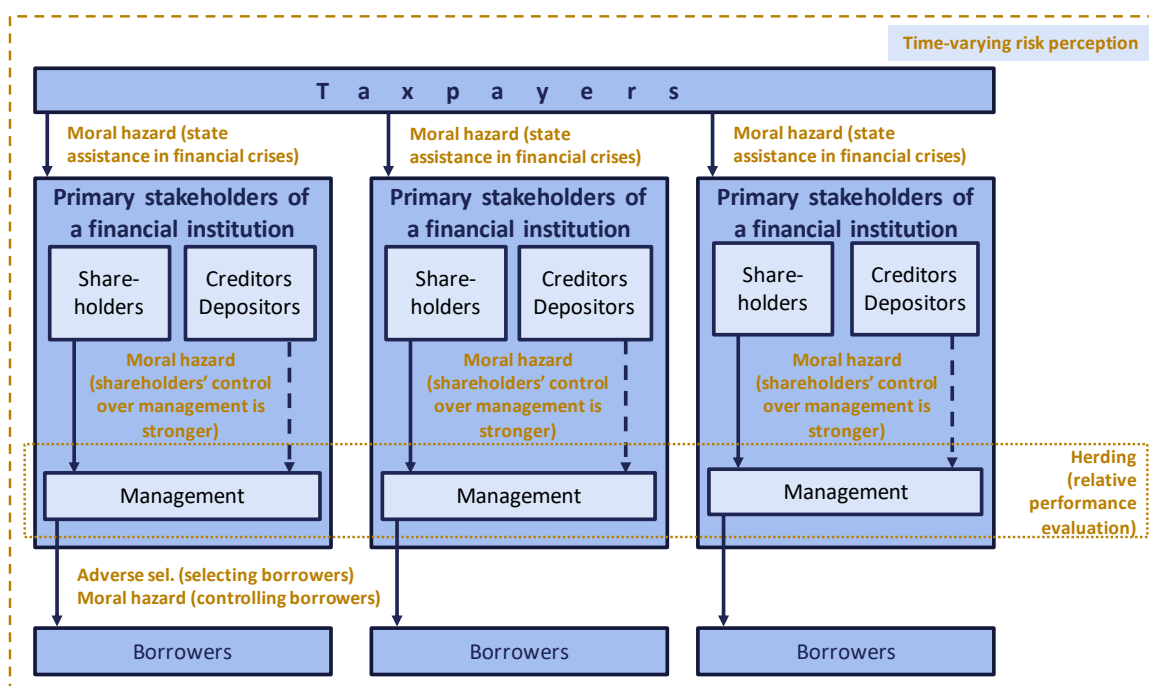 Time-varying risk perception
T a x p a y e r s
Moral hazard (state
assistance in financial crises)
Moral hazard (state
assistance in financial crises)
Moral hazard (state
assistance in financial crises)
Primary stakeholders of
a financial institution
Share-
holders
Creditors
Depositors
Moral hazard
(shareholders’ control
over management is
stronger)
Management
Primary stakeholders of
a financial institution
Share-
holders
Creditors
Depositors
Moral hazard
(shareholders’ control
over management is
stronger)
Management
Primary stakeholders of
a financial institution
Share-
holders
Creditors
Depositors
Moral hazard
(shareholders’ control
over management is
stronger)
Management
Herding
(relative
performance
evaluation)
Adverse sel. (selecting borrowers)
Moral hazard (controlling borrowers)
Borrowers
Borrowers
Borrowers